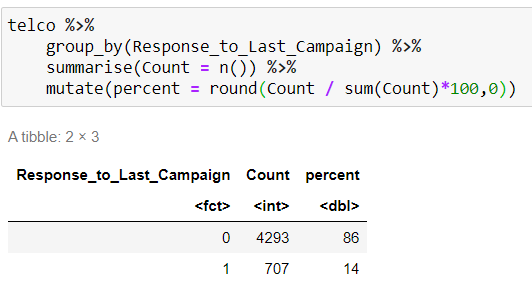 telco %>%
group_by(Response_to_Last_Campaign) %>%
summarise(Count = n()) %>%
mutate(percent = round(Count / sum(Count)*100,0))
A tibble: 2 × 3
Response_to_Last_Campaign Count percent
<fct> <int> <dbl>
0 4293 86
1 707 14